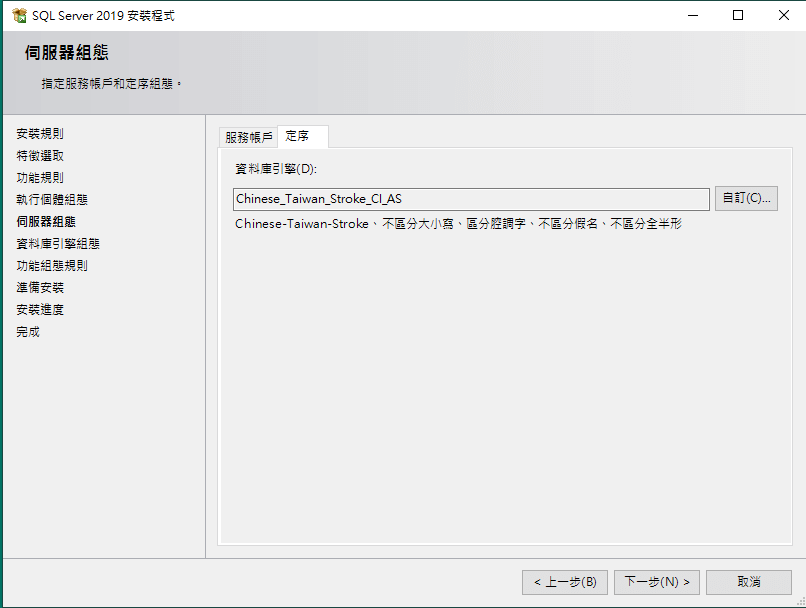 SQL Server 2019 安裝程式
伺服器組態
指定服務帳戶和定序組態。
安裝規則
特徵選取
功能規則
執行個體組態
伺服器組態
資料庫引擎組態
功能組態規則
準備安裝
安裝進度
完成
服務帳戶 定序
資料庫引擎(D):
Chinese_Taiwan_Stroke_CI_AS 自訂(C)...
Chinese-Taiwan-Stroke、不區分大小寫、區分腔調字、不區分假名、不區分全半形
< 上一步(B) 下一步(N) > 取消